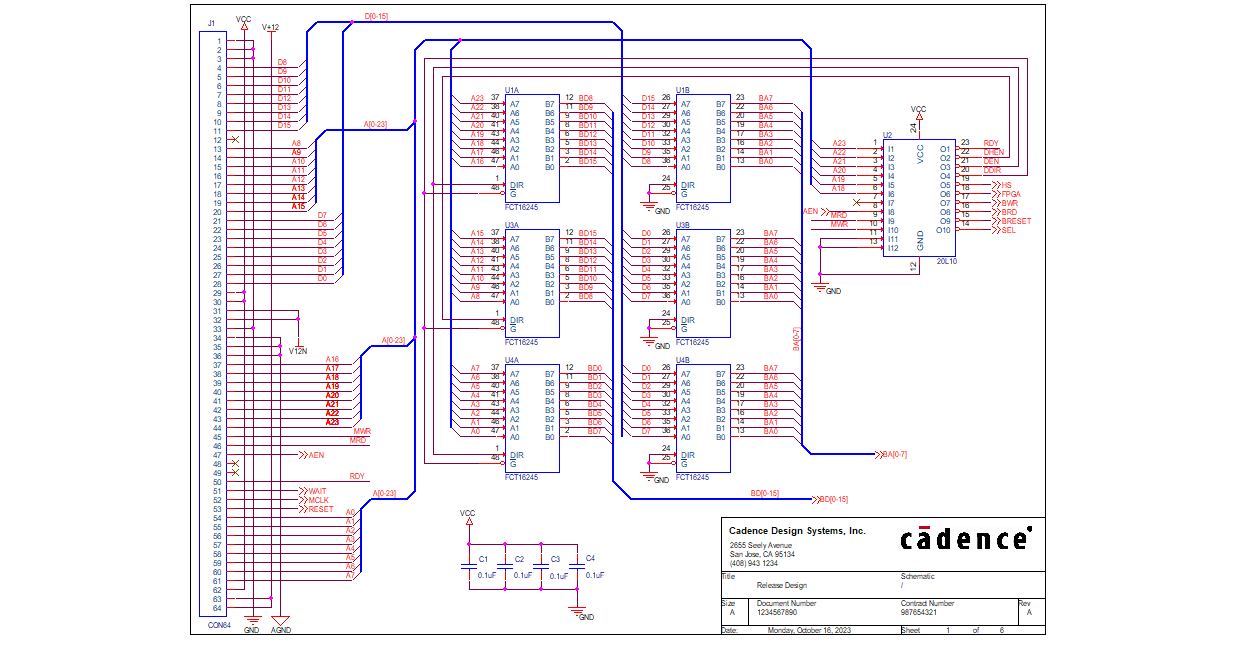 J1
VCC
V+12
D[0-15]
1
2
3
4
5
6
7
8
9
10
11
12
13
14
15
16
17
18
19
20
21
22
23
24
25
26
27
28
29
30
31
32
33
34
35
36
37
38
39
40
41
42
43
44
45
46
47
48
49
50
51
52
53
54
55
56
57
58
59
60
61
62
63
64
CON64
GND
AGND
D8
D9
D10
D11
D12
D13
D14
D15
A[0-23]
A8
A9
A10
A11
A12
A13
A14
A15
D7
D6
D5
D4
D3
D2
D1
D0
V12N
A[0-23]
A16
A17
A18
A19
A20
A21
A22
A23
MWR
MRD
AEN
RDY
WAIT
MCLK
RESET
A[0-23]
A0
A1
A2
A3
A4
A5
A6
A7
U1A
A23 37 A7 B7 12 BD8
A22 38 A6 B6 11 BD9
A21 40 A5 B5 9 BD10
A20 41 A4 B4 8 BD11
A19 43 A3 B3 6 BD12
A18 44 A2 B2 5 BD13
A17 46 A1 B1 3 BD14
A16 47 A0 B0 2 BD15
1 DIR
48 G
FCT16245
U1B
D15 26 A7 B7 23 BA7
D14 27 A6 B6 22 BA6
D13 29 A5 B5 20 BA5
D12 30 A4 B4 19 BA4
D11 32 A3 B3 17 BA3
D10 33 A2 B2 16 BA2
D9 35 A1 B1 14 BA1
D8 36 A0 B0 13 BA0
24 DIR
25 G
GND
FCT16245
U3A
A15 37 A7 B7 12 BD15
A14 38 A6 B6 11 BD14
A13 40 A5 B5 9 BD13
A12 41 A4 B4 8 BD12
A11 43 A3 B3 6 BD11
A10 44 A2 B2 5 BD10
A9 46 A1 B1 3 BD9
A8 47 A0 B0 2 BD8
1 DIR
48 G
FCT16245
U3B
D0 26 A7 B7 23 BA7
D1 27 A6 B6 22 BA6
D2 29 A5 B5 20 BA5
D3 30 A4 B4 19 BA4
D4 32 A3 B3 17 BA3
D5 33 A2 B2 16 BA2
D6 35 A1 B1 14 BA1
D7 36 A0 B0 13 BA0
24 DIR
25 G
GND
FCT16245
BA[0-7]
U4A
A7 37 A7 B7 12 BD0
A6 38 A6 B6 11 BD1
A5 40 A5 B5 9 BD2
A4 41 A4 B4 8 BD3
A3 43 A3 B3 6 BD4
A2 44 A2 B2 5 BD5
A1 46 A1 B1 3 BD6
A0 47 A0 B0 2 BD7
1 DIR
48 G
FCT16245
U4B
D0 26 A7 B7 23 BA7
D1 27 A6 B6 22 BA6
D2 29 A5 B5 20 BA5
D3 30 A4 B4 19 BA4
D4 32 A3 B3 17 BA3
D5 33 A2 B2 16 BA2
D6 35 A1 B1 14 BA1
D7 36 A0 B0 13 BA0
24 DIR
25 G
GND
FCT16245
BA[0-7]
BD[0-15]
BD[0-15]
VCC
24
U2
VCC
A23 1 I1 O1 23 RDY
A22 2 I2 O2 22 DHEN
A21 3 I3 O3 21 DEN
A20 4 I4 O4 20 DDIR
A19 5 I5 O5 19 HS
A18 6 I6 O6 18 FPGA
7 I7 O7 17 BWR
AEN 8 I8 O8 16 BRD
MRD 9 I9 O9 15 BRESET
MWR 10 I10 O10 14 SEL
11 I11
13 I12
GND
12
20L10
GND
VCC
C1
0.1uF
C2
0.1uF
C3
0.1uF
C4
0.1uF
GND
Cadence Design Systems, Inc.
2655 Seely Avenue
San Jose, CA 95134
(408) 943 1234
cādence
Title
Release Design
Schematic
/
Size
A
Document Number
1234567890
Contract Number
987654321
Rev
A
Date:
Monday, October 16, 2023
Sheet 1 of 6